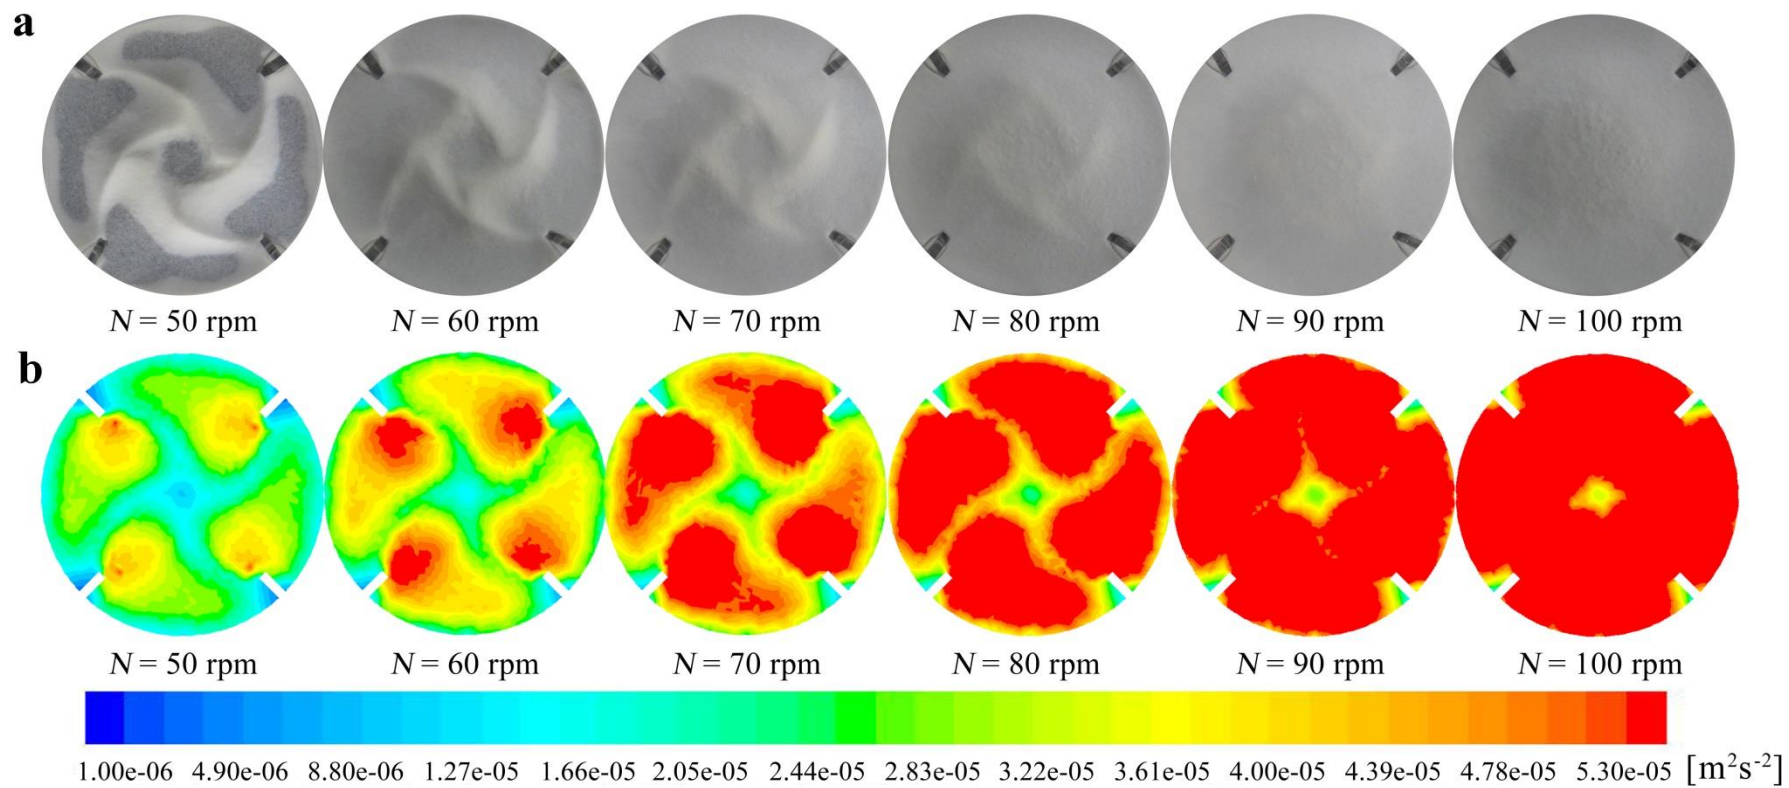 a
N = 50 rpm N = 60 rpm N = 70 rpm N = 80 rpm N = 90 rpm N = 100 rpm
b
N = 50 rpm N = 60 rpm N = 70 rpm N = 80 rpm N = 90 rpm N = 100 rpm
1.00e-06 4.90e-06 8.80e-06 1.27e-05 1.66e-05 2.05e-05 2.44e-05 2.83e-05 3.22e-05 3.61e-05 4.00e-05 4.39e-05 4.78e-05 5.30e-05 [m²s⁻²]